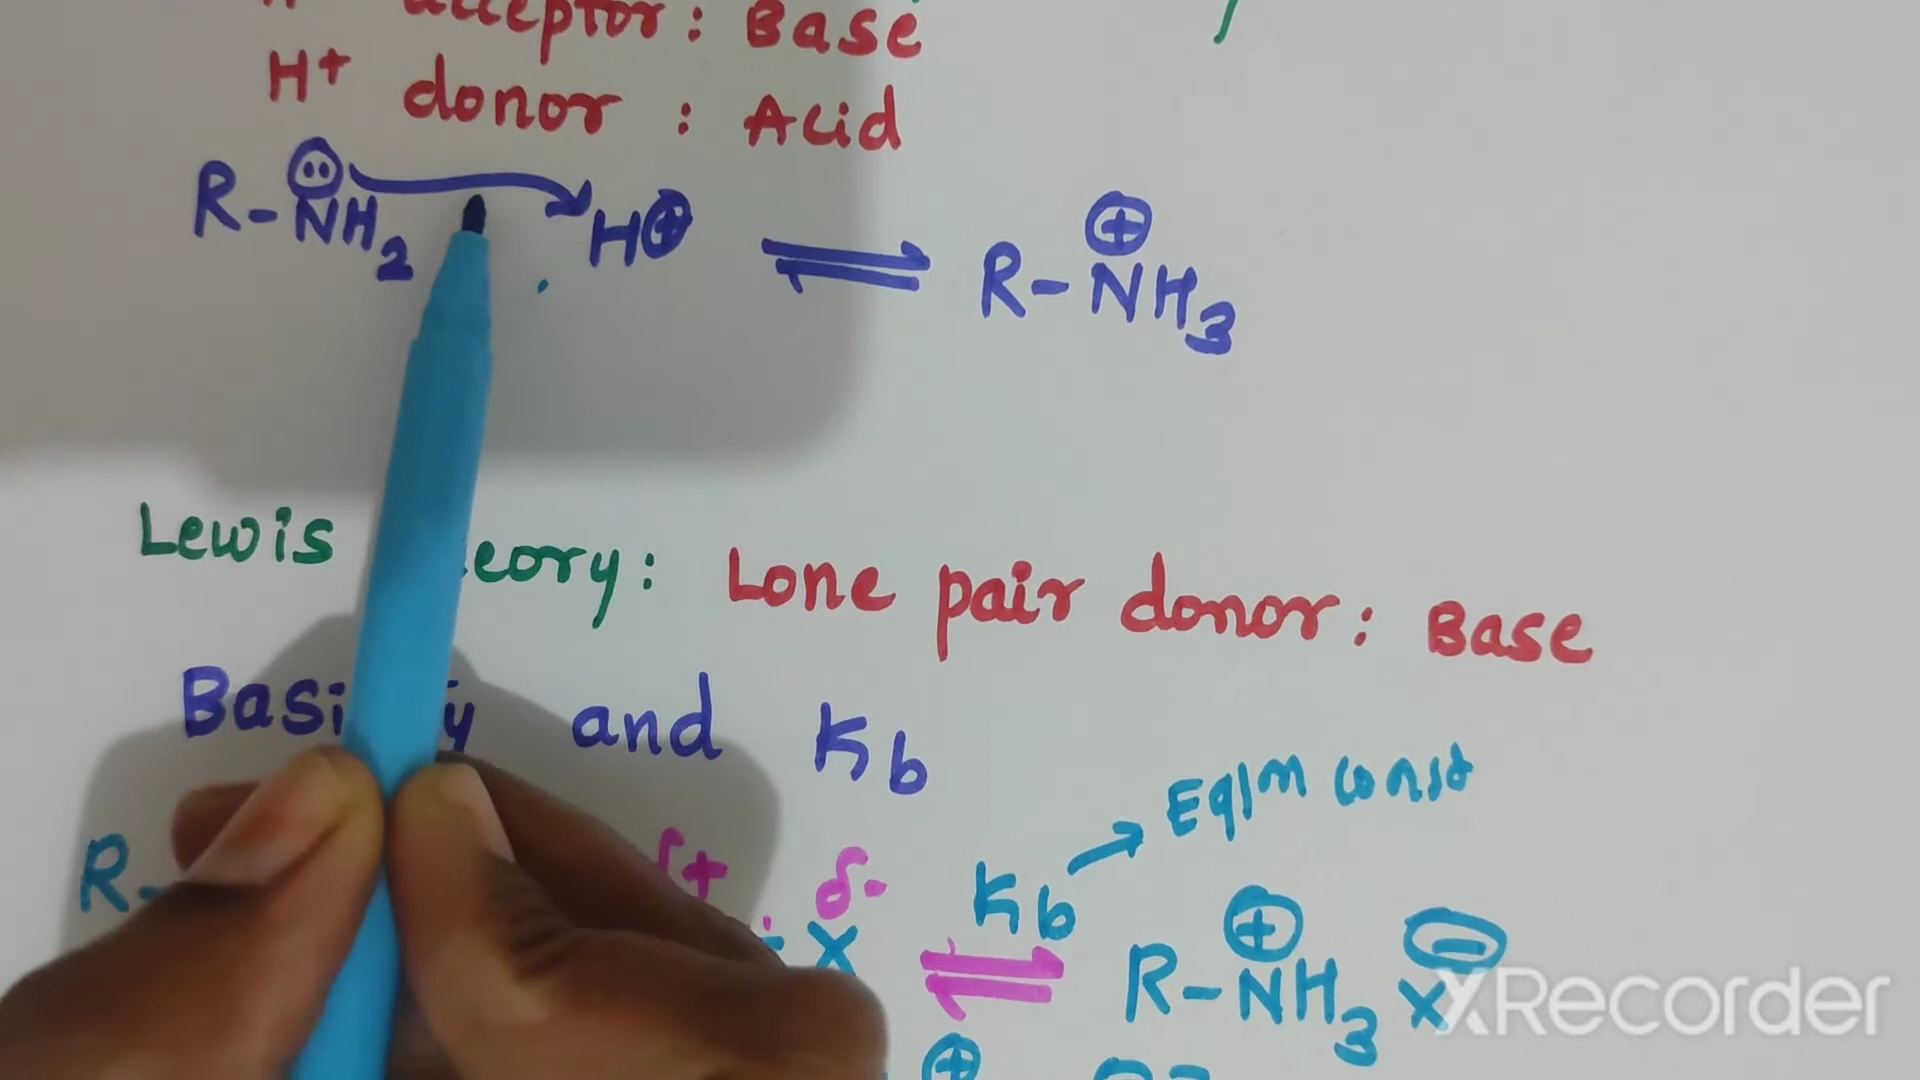 acceptor: Base
H+ donor : Acid
R-NH2 H⊕ ⇌ R-NH3
⊕
Lewis eory: Lone pair donor: Base
Basi y and Kb
Eqlm const
R- δ+ δ- Kb
X ⇌ R-NH3 X
⊕ ⊖
XRecorder